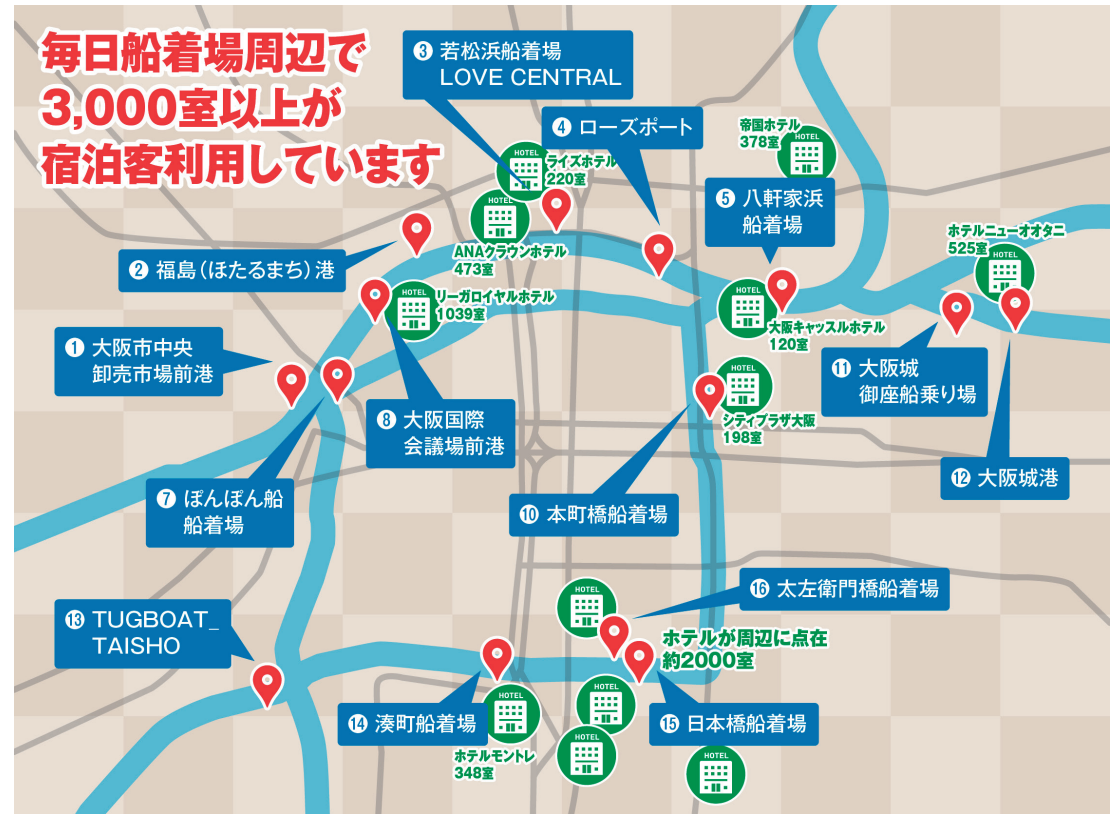 毎日船着場周辺で
3,000室以上が
宿泊客利用しています
❸ 若松浜船着場
LOVE CENTRAL
❹ ローズポート
帝国ホテル
378室
HOTEL
HOTEL
ライズホテル
220室
❺ 八軒家浜
船着場
HOTEL
ANAクラウンホテル
473室
ホテルニューオオタニ
525室
HOTEL
❷ 福島(ほたるまち)港
HOTEL
リーガロイヤルホテル
1039室
HOTEL
大阪キャッスルホテル
120室
❶ 大阪市中央
卸売市場前港
⓫ 大阪城
御座船乗り場
HOTEL
シティプラザ大阪
198室
❽ 大阪国際
会議場前港
⓬ 大阪城港
❼ ぽんぽん船
船着場
❿ 本町橋船着場
⓰ 太左衛門橋船着場
HOTEL
⓭ TUGBOAT_
TAISHO
ホテルが周辺に点在
約2000室
⓮ 湊町船着場
HOTEL
ホテルモントレ
348室
HOTEL
⓯ 日本橋船着場
HOTEL
HOTEL